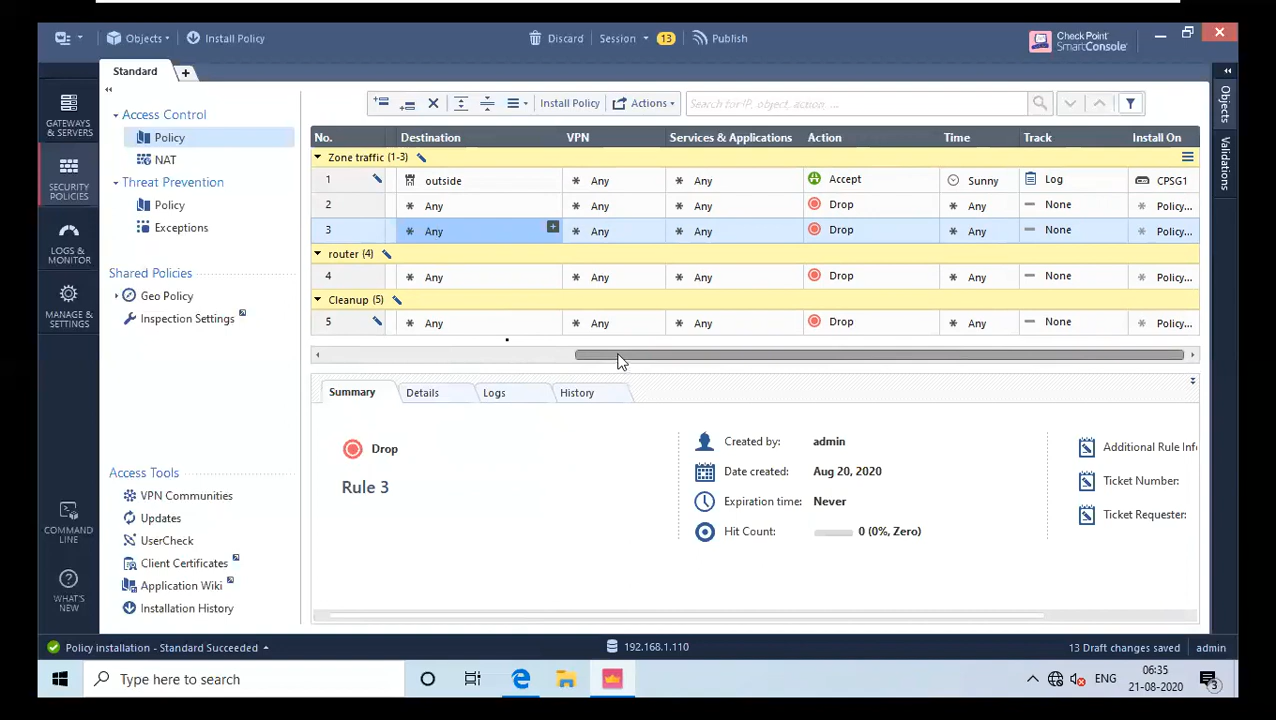 Objects
Install Policy
Discard
Session
13
Publish
Check Point
SmartConsole
Standard
GATEWAYS
& SERVERS
SECURITY
POLICIES
LOGS &
MONITOR
MANAGE &
SETTINGS
COMMAND
LINE
WHAT'S
NEW
Access Control
Policy
NAT
Threat Prevention
Policy
Exceptions
Shared Policies
Geo Policy
Inspection Settings
Access Tools
VPN Communities
Updates
UserCheck
Client Certificates
Application Wiki
Installation History
Install Policy
Actions
Search for IP, object, action, ...
No. Destination VPN Services & Applications Action Time Track Install On
Zone traffic (1-3)
1 outside Any Any Accept Sunny Log CPSG1
2 Any Any Any Drop Any None Policy...
3 Any Any Any Drop Any None Policy...
router (4)
4 Any Any Any Drop Any None Policy...
Cleanup (5)
5 Any Any Any Drop Any None Policy...
Summary Details Logs History
Drop
Rule 3
Created by: admin
Date created: Aug 20, 2020
Expiration time: Never
Hit Count: 0 (0%, Zero)
Additional Rule Inf
Ticket Number:
Ticket Requester:
Objects
Validations
Policy installation - Standard Succeeded
192.168.1.110
13 Draft changes saved
admin
Type here to search
ENG
06:35
21-08-2020
3